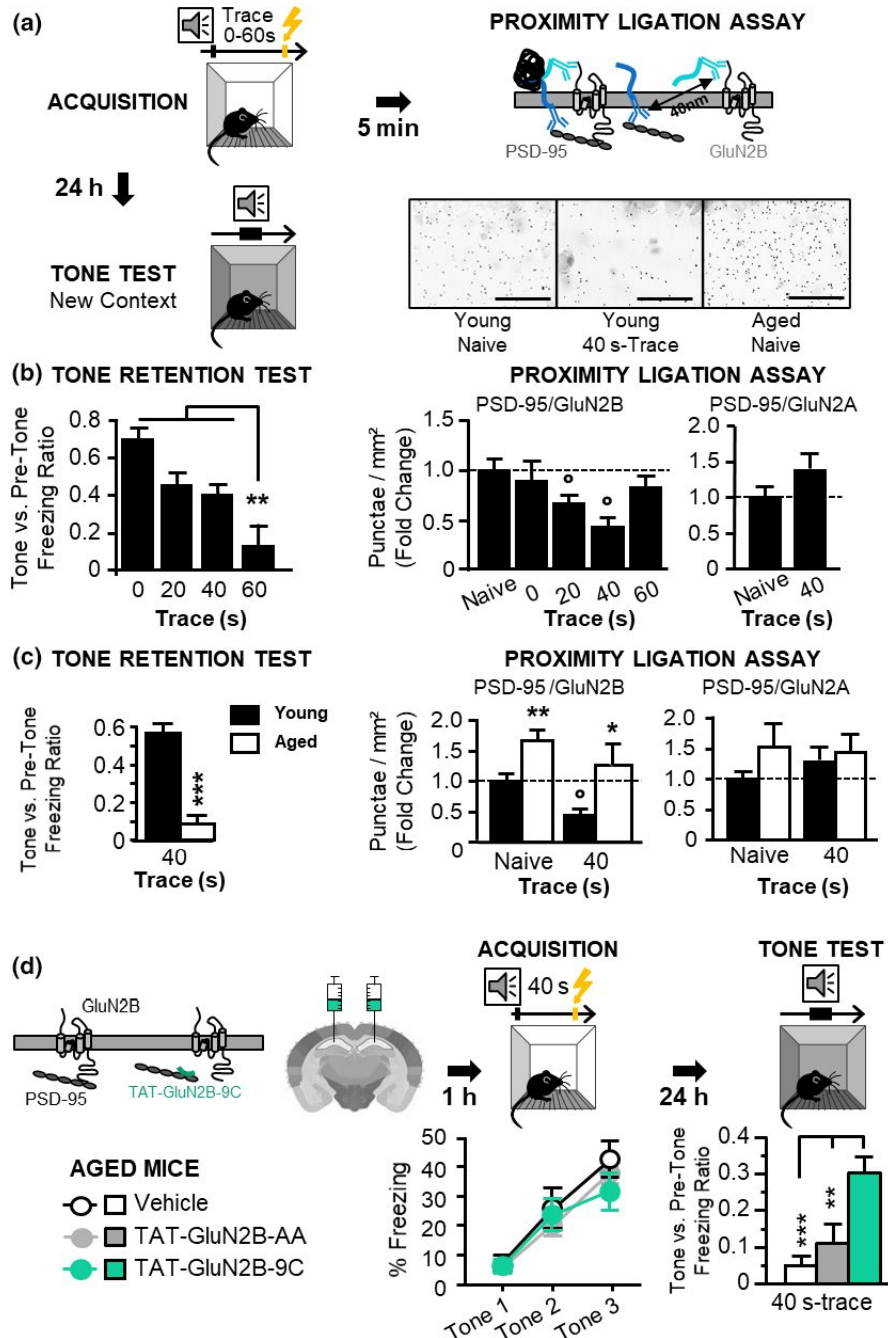 (a)
Trace
0-60s
ACQUISITION
5 min
24 h
TONE TEST
New Context
PROXIMITY LIGATION ASSAY
40nm
PSD-95
GluN2B
Young
Naive
Young
40 s-Trace
Aged
Naive
(b) TONE RETENTION TEST
Tone vs. Pre-Tone
Freezing Ratio
0.8
0.6
0.4
0.2
0
**
0 20 40 60
Trace (s)
PROXIMITY LIGATION ASSAY
PSD-95/GluN2B
Punctae / mm²
(Fold Change)
1.5
1.0
0.5
0
Naive 0 20 40 60
Trace (s)
PSD-95/GluN2A
2.0
1.5
1.0
0.5
0
Naive 40
Trace (s)
(c) TONE RETENTION TEST
Tone vs. Pre-Tone
Freezing Ratio
0.6
0.4
0.2
0
***
40
Trace (s)
Young
Aged
PROXIMITY LIGATION ASSAY
PSD-95/GluN2B
Punctae / mm²
(Fold Change)
2.0
1.5
1.0
0.5
0
**
*
Naive 40
Trace (s)
PSD-95/GluN2A
2.0
1.5
1.0
0.5
0
Naive 40
Trace (s)
(d)
GluN2B
PSD-95
TAT-GluN2B-9C
1 h
ACQUISITION
40 s
24 h
TONE TEST
AGED MICE
Vehicle
TAT-GluN2B-AA
TAT-GluN2B-9C
% Freezing
50
40
30
20
10
0
Tone 1 Tone 2 Tone 3
Tone vs. Pre-Tone
Freezing Ratio
0.4
0.3
0.2
0.1
0
***
**
40 s-trace